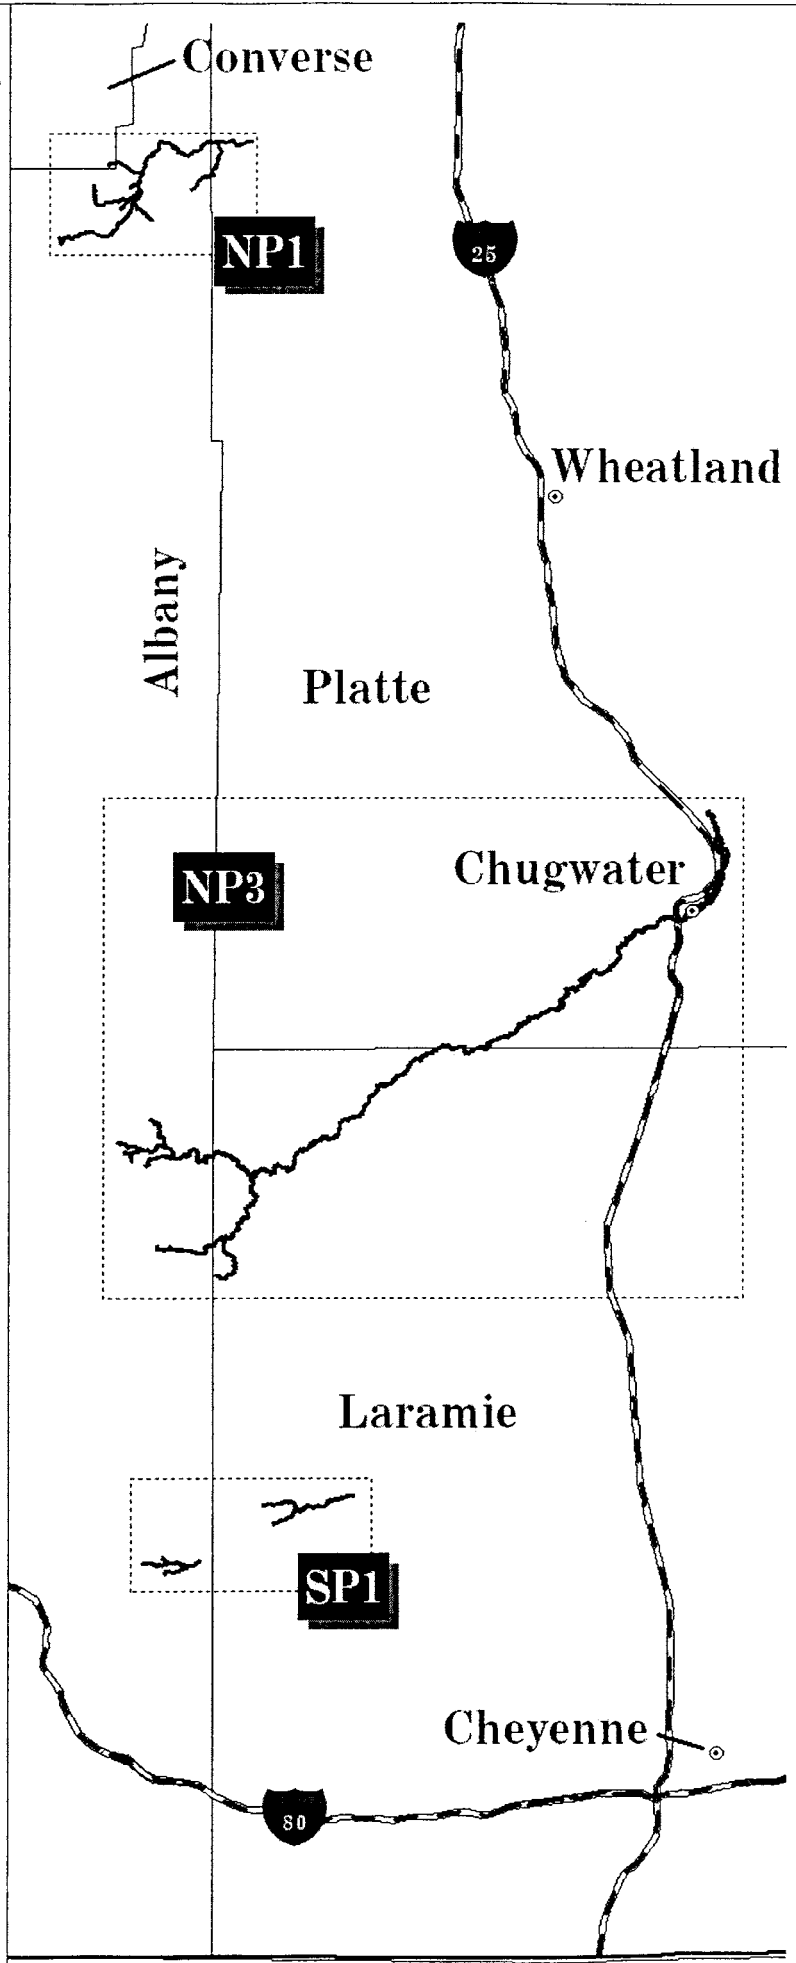 Converse
NP1
25
Wheatland
Albany
Platte
Chugwater
NP3
Laramie
SP1
Cheyenne
80